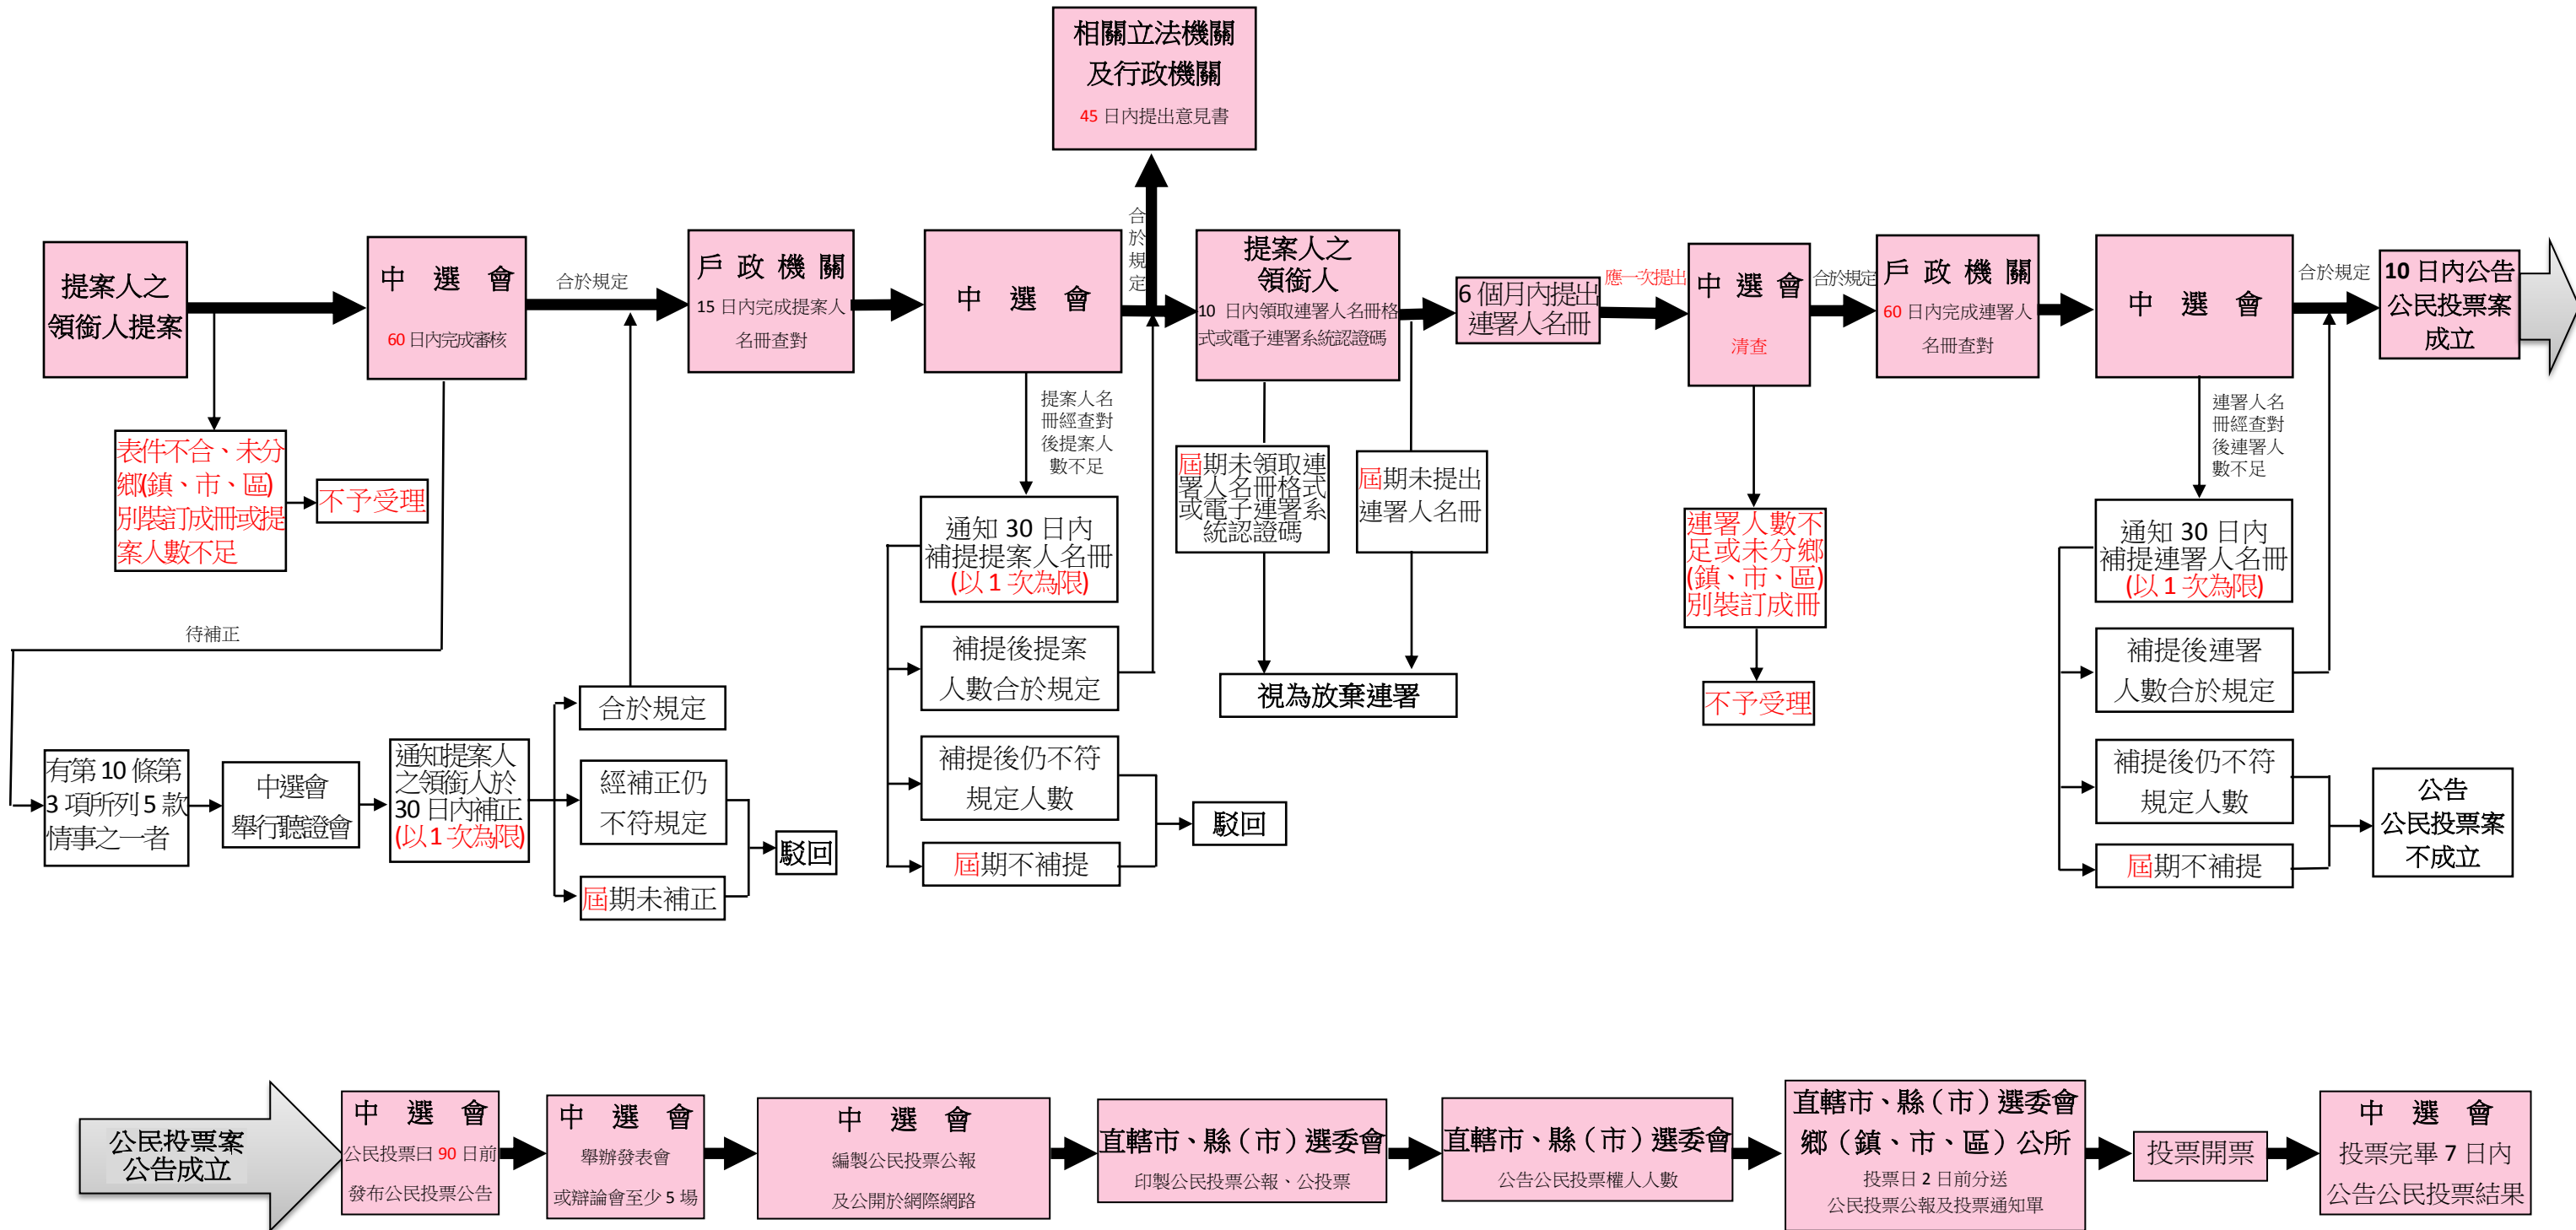 相關立法機關
及行政機關
45 日內提出意見書
合於規定
提案人之
領銜人提案
中 選 會
60 日內完成審核
合於規定
戶 政 機 關
15 日內完成提案人
名冊查對
中 選 會
提案人之
領銜人
10 日內領取連署人名冊格
式或電子連署系統認證碼
6 個月內提出
連署人名冊
應一次提出
中 選 會
清查
合於規定
戶 政 機 關
60 日內完成連署人
名冊查對
中 選 會
合於規定
10 日內公告
公民投票案
成立
表件不合、未分
鄉(鎮、市、區)
別裝訂成冊或提
案人數不足
不予受理
提案人名
冊經查對
後提案人
數不足
通知 30 日內
補提提案人名冊
(以 1 次為限)
屆期未領取連
署人名冊格式
或電子連署系
統認證碼
屆期未提出
連署人名冊
連署人數不
足或未分鄉
(鎮、市、區)
別裝訂成冊
不予受理
連署人名
冊經查對
後連署人
數不足
通知 30 日內
補提連署人名冊
(以 1 次為限)
待補正
有第 10 條第
3 項所列 5 款
情事之一者
中選會
舉行聽證會
通知提案人
之領銜人於
30 日內補正
(以 1 次為限)
合於規定
經補正仍
不符規定
屆期未補正
駁回
補提後提案
人數合於規定
補提後仍不符
規定人數
屆期不補提
駁回
視為放棄連署
補提後連署
人數合於規定
補提後仍不符
規定人數
屆期不補提
公告
公民投票案
不成立
公民投票案
公告成立
中 選 會
公民投票日 90 日前
發布公民投票公告
中 選 會
舉辦發表會
或辯論會至少 5 場
中 選 會
編製公民投票公報
及公開於網際網路
直轄市、縣（市）選委會
印製公民投票公報、公投票
直轄市、縣（市）選委會
公告公民投票權人人數
直轄市、縣（市）選委會
鄉（鎮、市、區）公所
投票日 2 日前分送
公民投票公報及投票通知單
投票開票
中 選 會
投票完畢 7 日內
公告公民投票結果